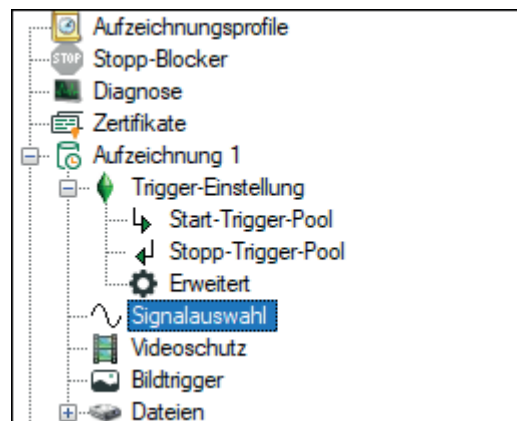 Aufzeichnungsprofile
STOP Stopp-Blocker
Diagnose
Zertifikate
Aufzeichnung 1
Trigger-Einstellung
Start-Trigger-Pool
Stopp-Trigger-Pool
Erweitert
Signalauswahl
Videoschutz
Bildtrigger
Dateien